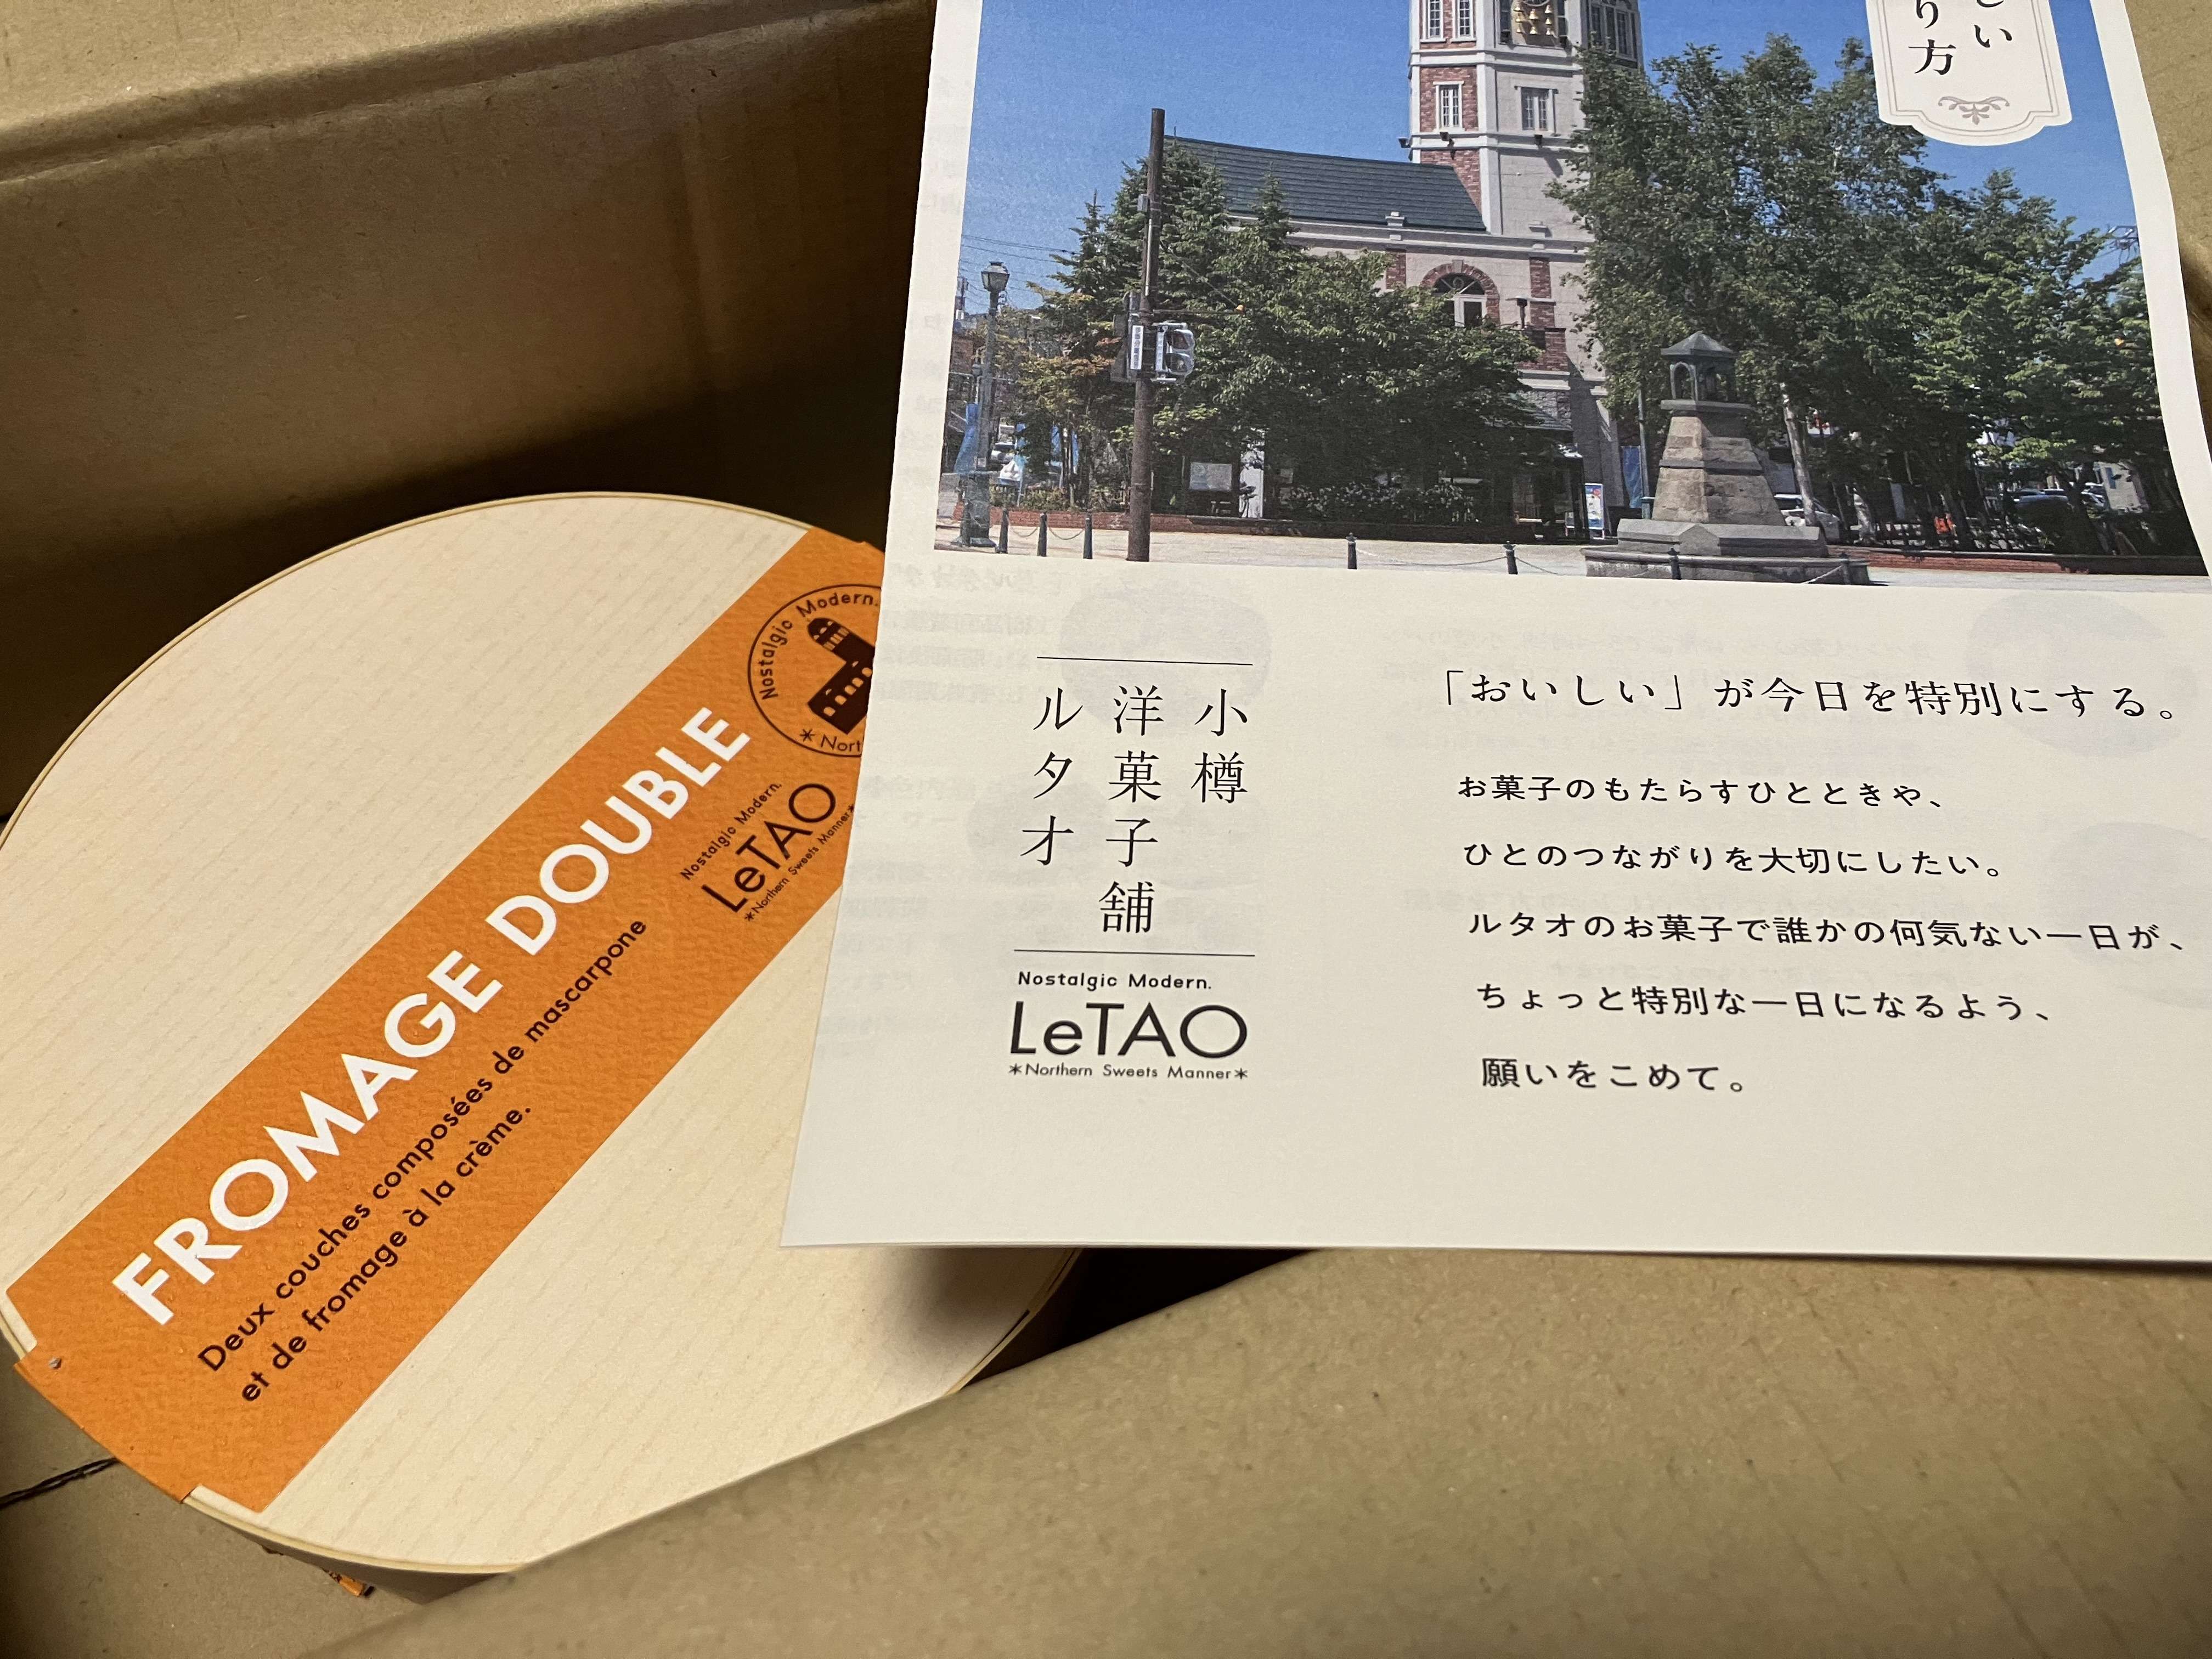 FROMAGE DOUBLE
Deux couches composées de mascarpone
et de fromage à la crème.
Nostalgic Modern.
Nostalgic Modern.
LeTAO
*Northern Sweets Manner*
しい
り方
小樽
洋菓子舗
ルタオ
Nostalgic Modern.
LeTAO
*Northern Sweets Manner*
「おいしい」が今日を特別にする。
お菓子のもたらすひとときや、
ひとのつながりを大切にしたい。
ルタオのお菓子で誰かの何気ない一日が、
ちょっと特別な一日になるよう、
願いをこめて。